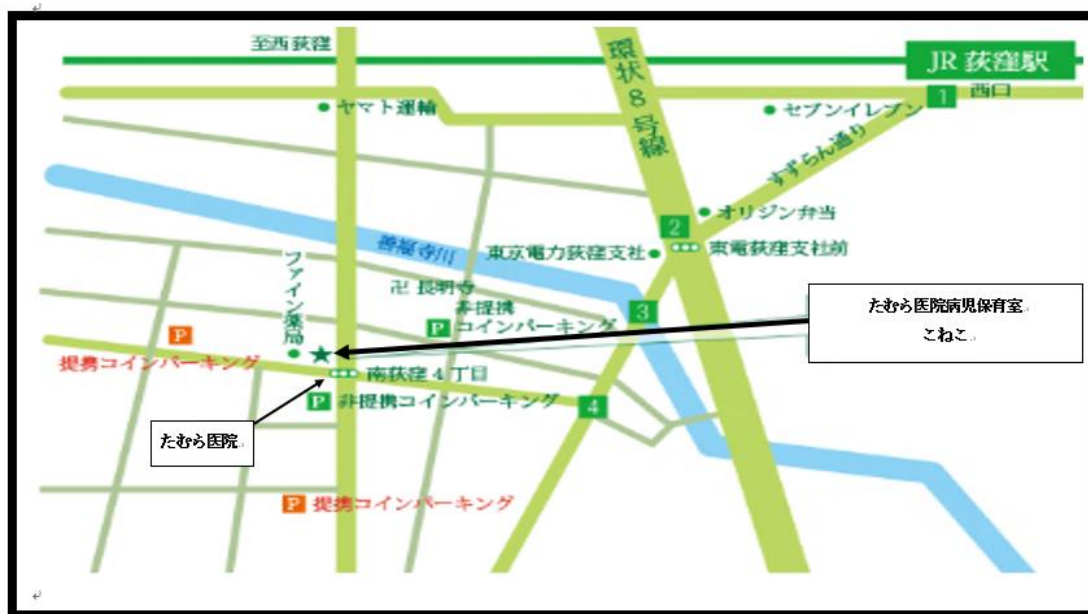 至西荻窪
JR 荻窪駅
環状8号線
1
西口
ヤマト運輸
セブンイレブン
すずらん通り
オリジン弁当
2
善福寺川
東京電力荻窪支社
東電荻窪支社前
ファイン薬局
卍 長明寺
たむら医院病児保育室
こねこ
非提携
P コインパーキング
3
P
提携コインパーキング
南荻窪4丁目
P 非提携コインパーキング
4
たむら医院
P 提携コインパーキング